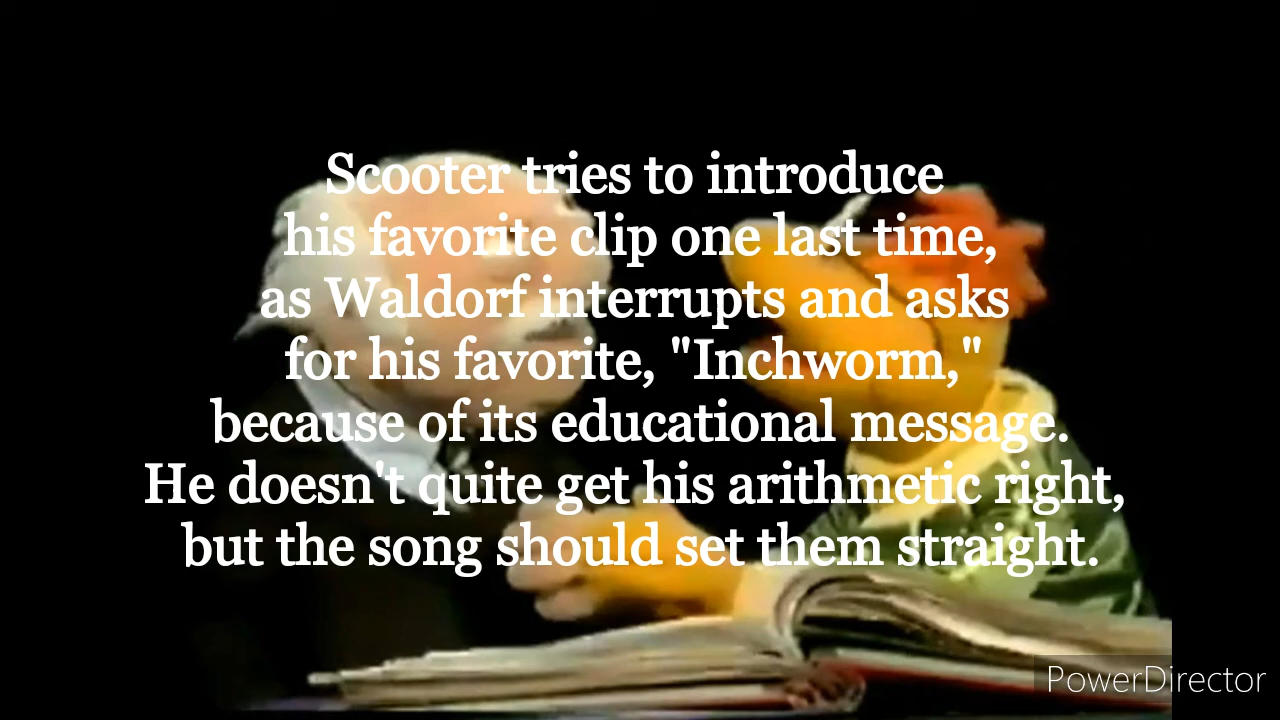 Scooter tries to introduce
his favorite clip one last time,
as Waldorf interrupts and asks
for his favorite, "Inchworm,"
because of its educational message.
He doesn't quite get his arithmetic right,
but the song should set them straight.
PowerDirector